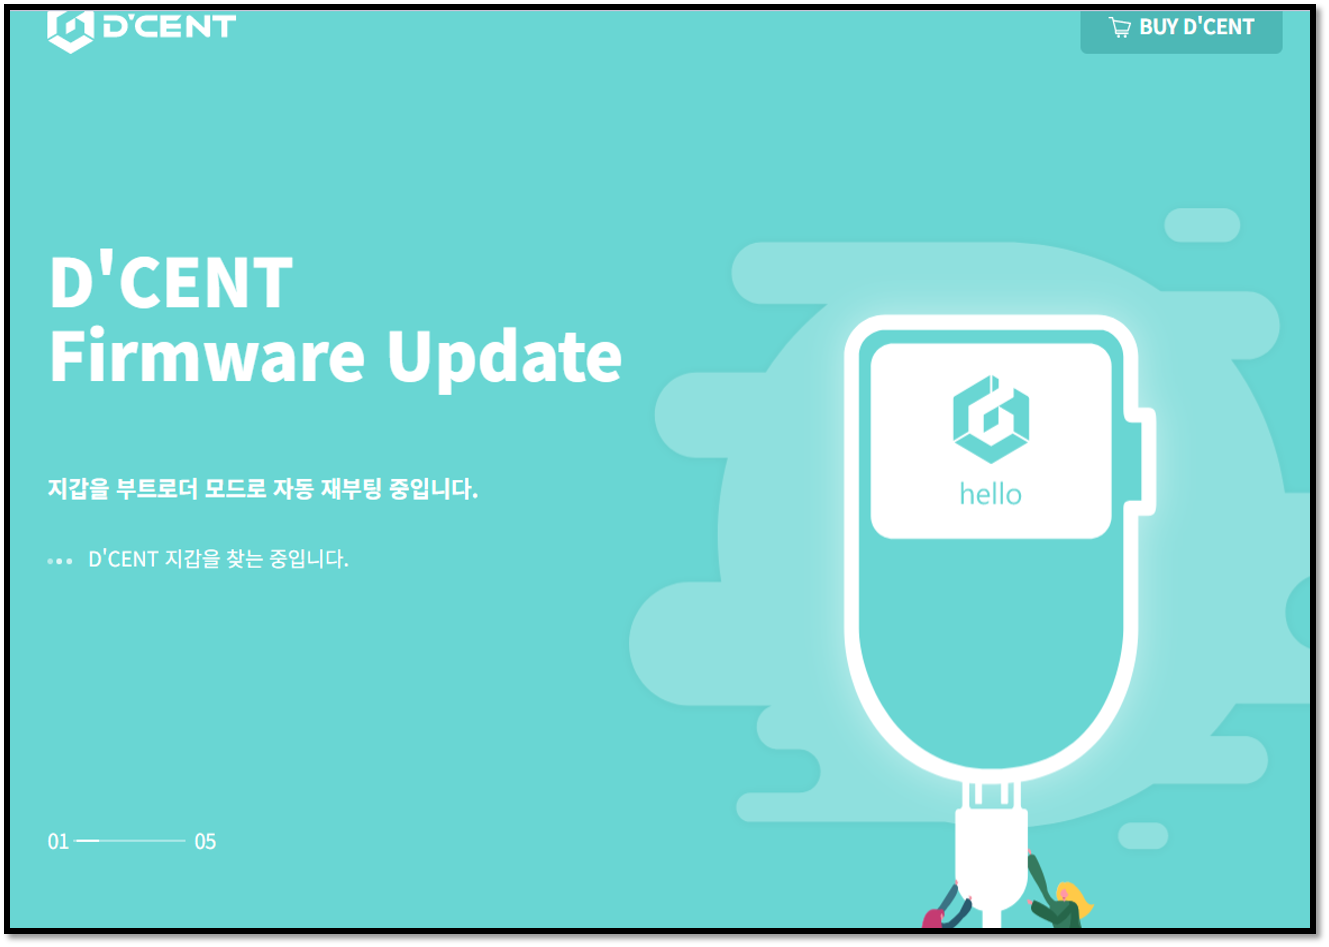 D'CENT
BUY D'CENT
D'CENT
Firmware Update
지갑을 부트로더 모드로 자동 재부팅 중입니다.
D'CENT 지갑을 찾는 중입니다.
hello
01
05